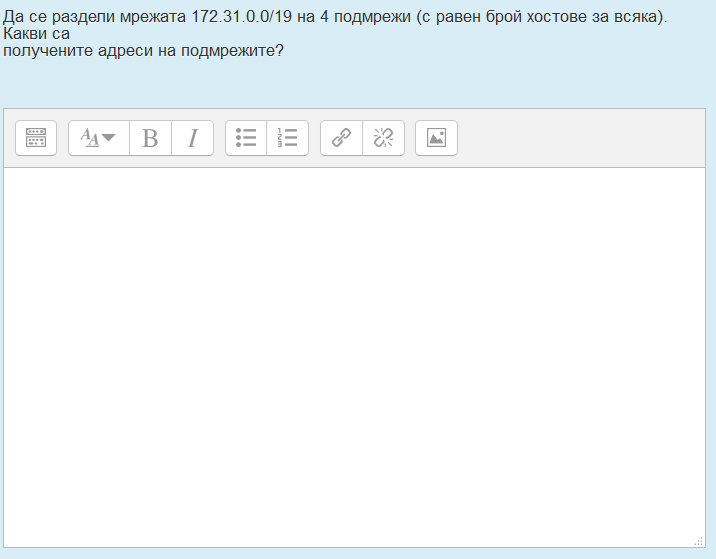 Да се раздели мрежата 172.31.0.0/19 на 4 подмрежи (с равен брой хостове за всяка).
Какви са
получените адреси на подмрежите?